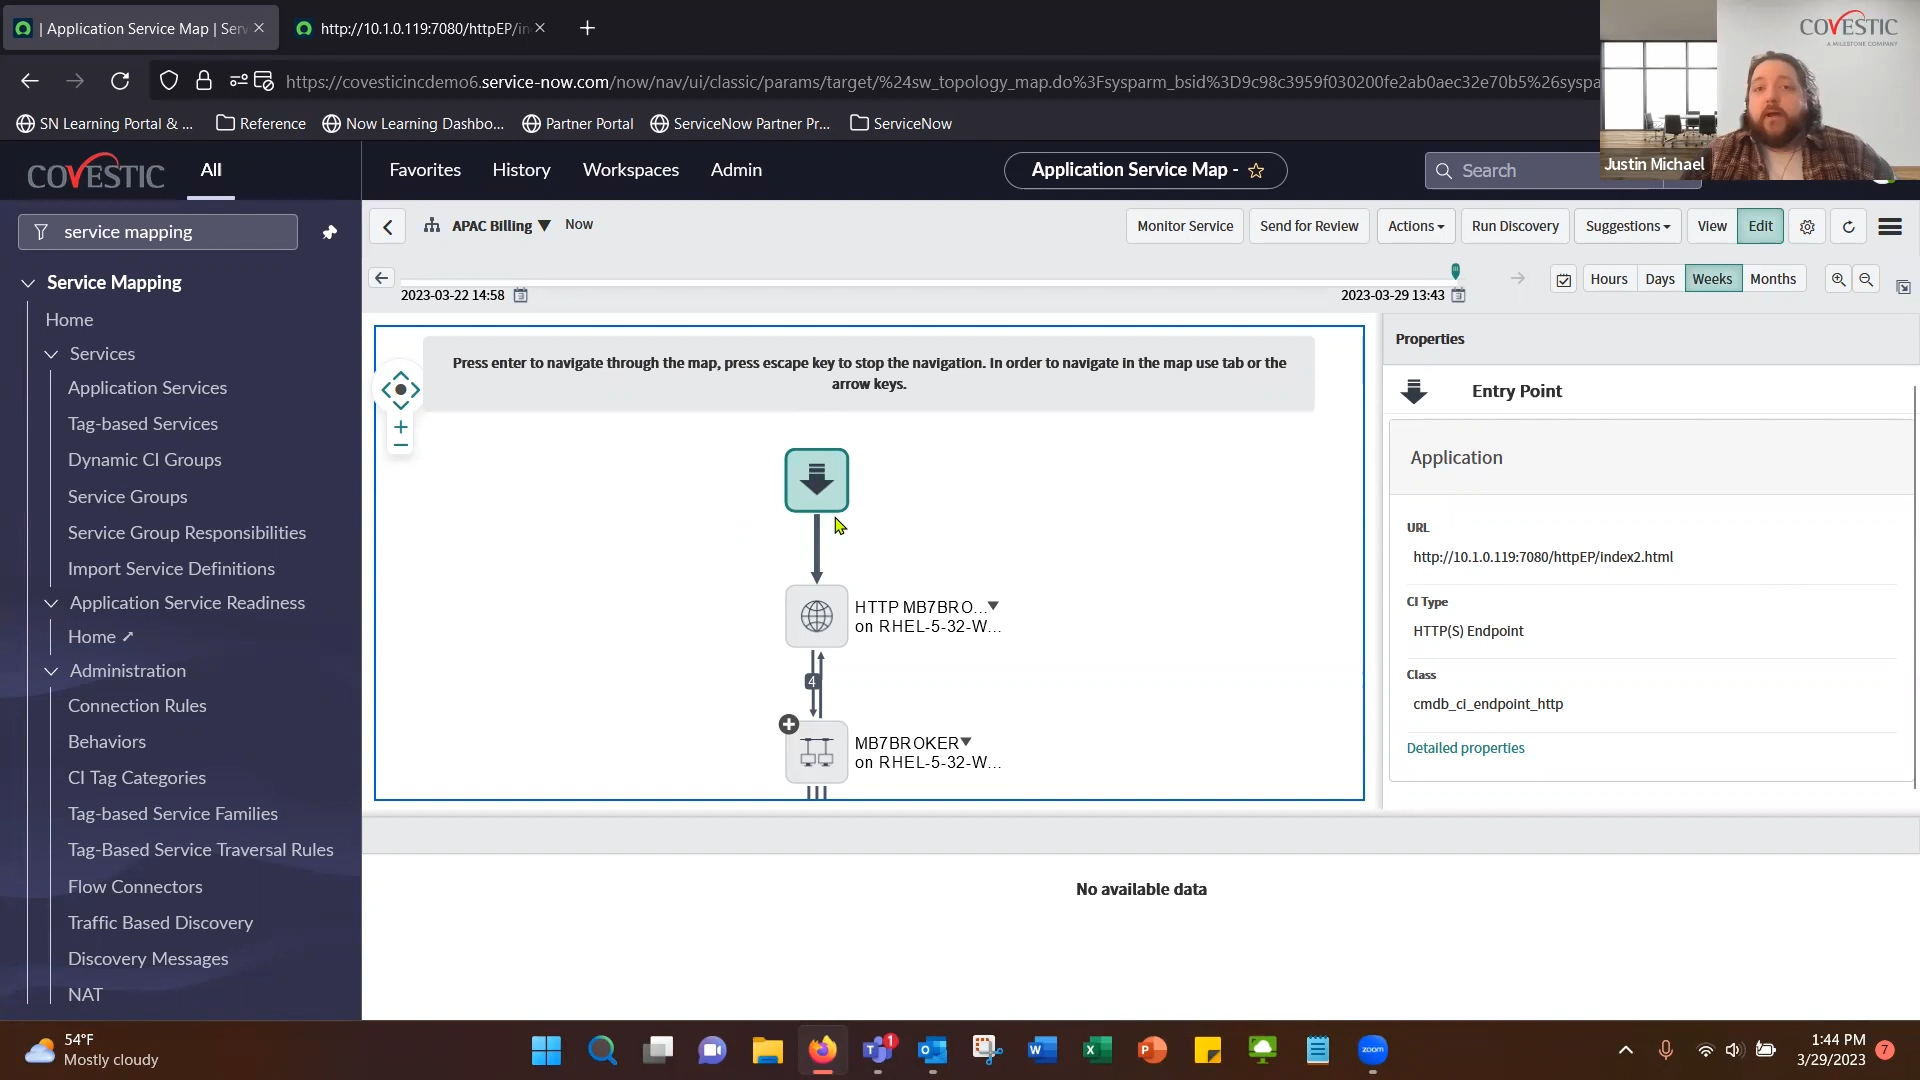 | Application Service Map | Serv
http://10.1.0.119:7080/httpEP/in
https://covesticincdemo6.service-now.com/now/nav/ui/classic/params/target/%24sw_topology_map.do%3Fsysparm_bsid%3D9c98c3959f030200fe2ab0aec32e70b5%26syspa
COVESTIC
A MILESTONE COMPANY
Justin Michael
SN Learning Portal & ...
Reference
Now Learning Dashbo...
Partner Portal
ServiceNow Partner Pr...
ServiceNow
COVESTIC
All
Favorites
History
Workspaces
Admin
Application Service Map -
Search
service mapping
Service Mapping
Home
Services
Application Services
Tag-based Services
Dynamic CI Groups
Service Groups
Service Group Responsibilities
Import Service Definitions
Application Service Readiness
Home
Administration
Connection Rules
Behaviors
CI Tag Categories
Tag-based Service Families
Tag-Based Service Traversal Rules
Flow Connectors
Traffic Based Discovery
Discovery Messages
NAT
APAC Billing
Now
Monitor Service
Send for Review
Actions
Run Discovery
Suggestions
View
Edit
2023-03-22 14:58
2023-03-29 13:43
Hours
Days
Weeks
Months
Press enter to navigate through the map, press escape key to stop the navigation. In order to navigate in the map use tab or the
arrow keys.
HTTP MB7BRO...
on RHEL-5-32-W...
4
MB7BROKER
on RHEL-5-32-W...
Properties
Entry Point
Application
URL
http://10.1.0.119:7080/httpEP/index2.html
CI Type
HTTP(S) Endpoint
Class
cmdb_ci_endpoint_http
Detailed properties
No available data
54°F
Mostly cloudy
1
zoom
1:44 PM
3/29/2023
7